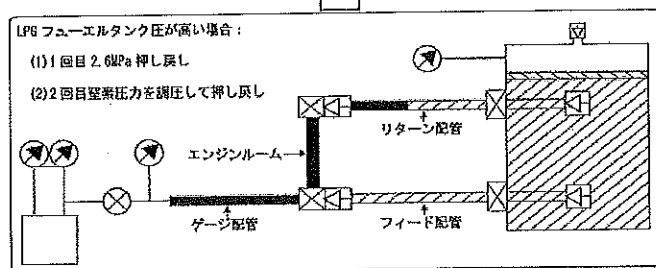 LPG フューエルタンク圧が高い場合：
(1)1回目 2.6MPa 押し戻し
(2)2回目窒素圧力を調圧して押し戻し
リターン配管
エンジンルーム
ゲージ配管
フィード配管